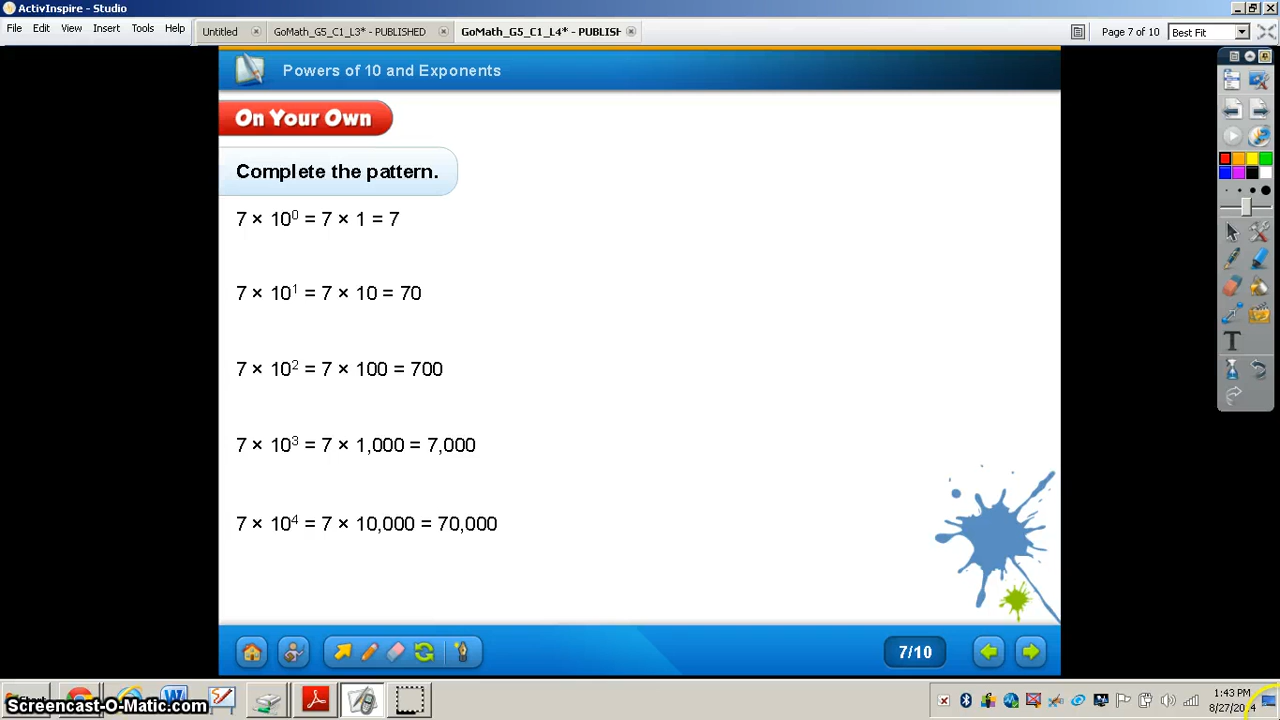 ActivInspire - Studio
File Edit View Insert Tools Help
Untitled GoMath_G5_C1_L3* - PUBLISHED GoMath_G5_C1_L4* - PUBLISH Page 7 of 10 Best Fit
Powers of 10 and Exponents
On Your Own
Complete the pattern.
7 × 10⁰ = 7 × 1 = 7
7 × 10¹ = 7 × 10 = 70
7 × 10² = 7 × 100 = 700
7 × 10³ = 7 × 1,000 = 7,000
7 × 10⁴ = 7 × 10,000 = 70,000
7/10
Screencast-O-Matic.com
1:43 PM